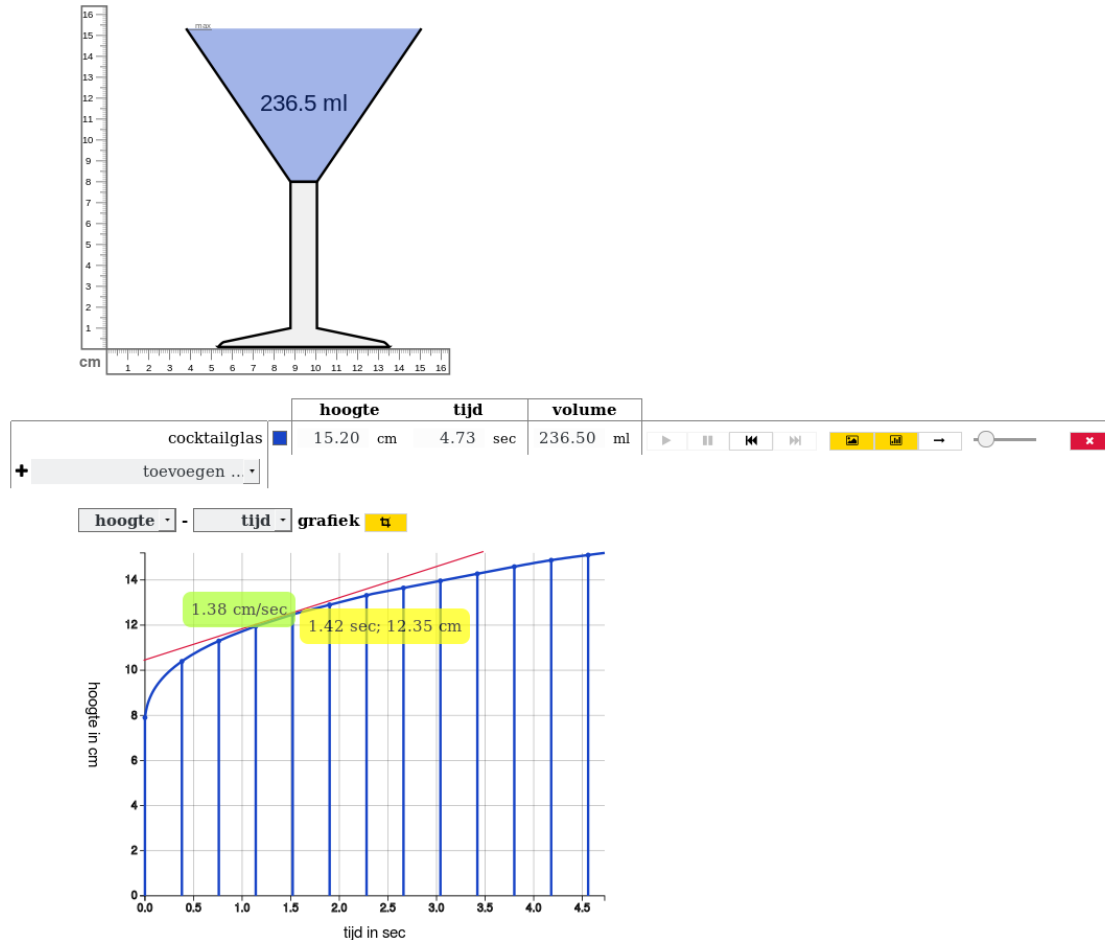 16
max
15
14
13
12
236.5 ml
11
10
9
8
7
6
5
4
3
2
1
cm
1 2 3 4 5 6 7 8 9 10 11 12 13 14 15 16
hoogte tijd volume
cocktailglas 15.20 cm 4.73 sec 236.50 ml
toevoegen ...
hoogte - tijd grafiek
14
1.38 cm/sec
12
1.42 sec; 12.35 cm
10
8
6
4
2
0
hoogte in cm
0.0 0.5 1.0 1.5 2.0 2.5 3.0 3.5 4.0 4.5
tijd in sec